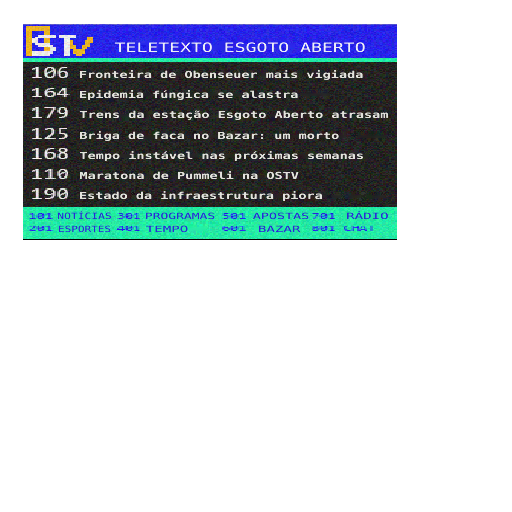 OSTV TELETEXTO ESGOTO ABERTO
106 Fronteira de Obenseuer mais vigiada
164 Epidemia fúngica se alastra
179 Trens da estação Esgoto Aberto atrasam
125 Briga de faca no Bazar: um morto
168 Tempo instável nas próximas semanas
110 Maratona de Pummeli na OSTV
190 Estado da infraestrutura piora
101 NOTÍCIAS 301 PROGRAMAS 501 APOSTAS 701 RÁDIO
201 ESPORTES 401 TEMPO 601 BAZAR 801 CHAT